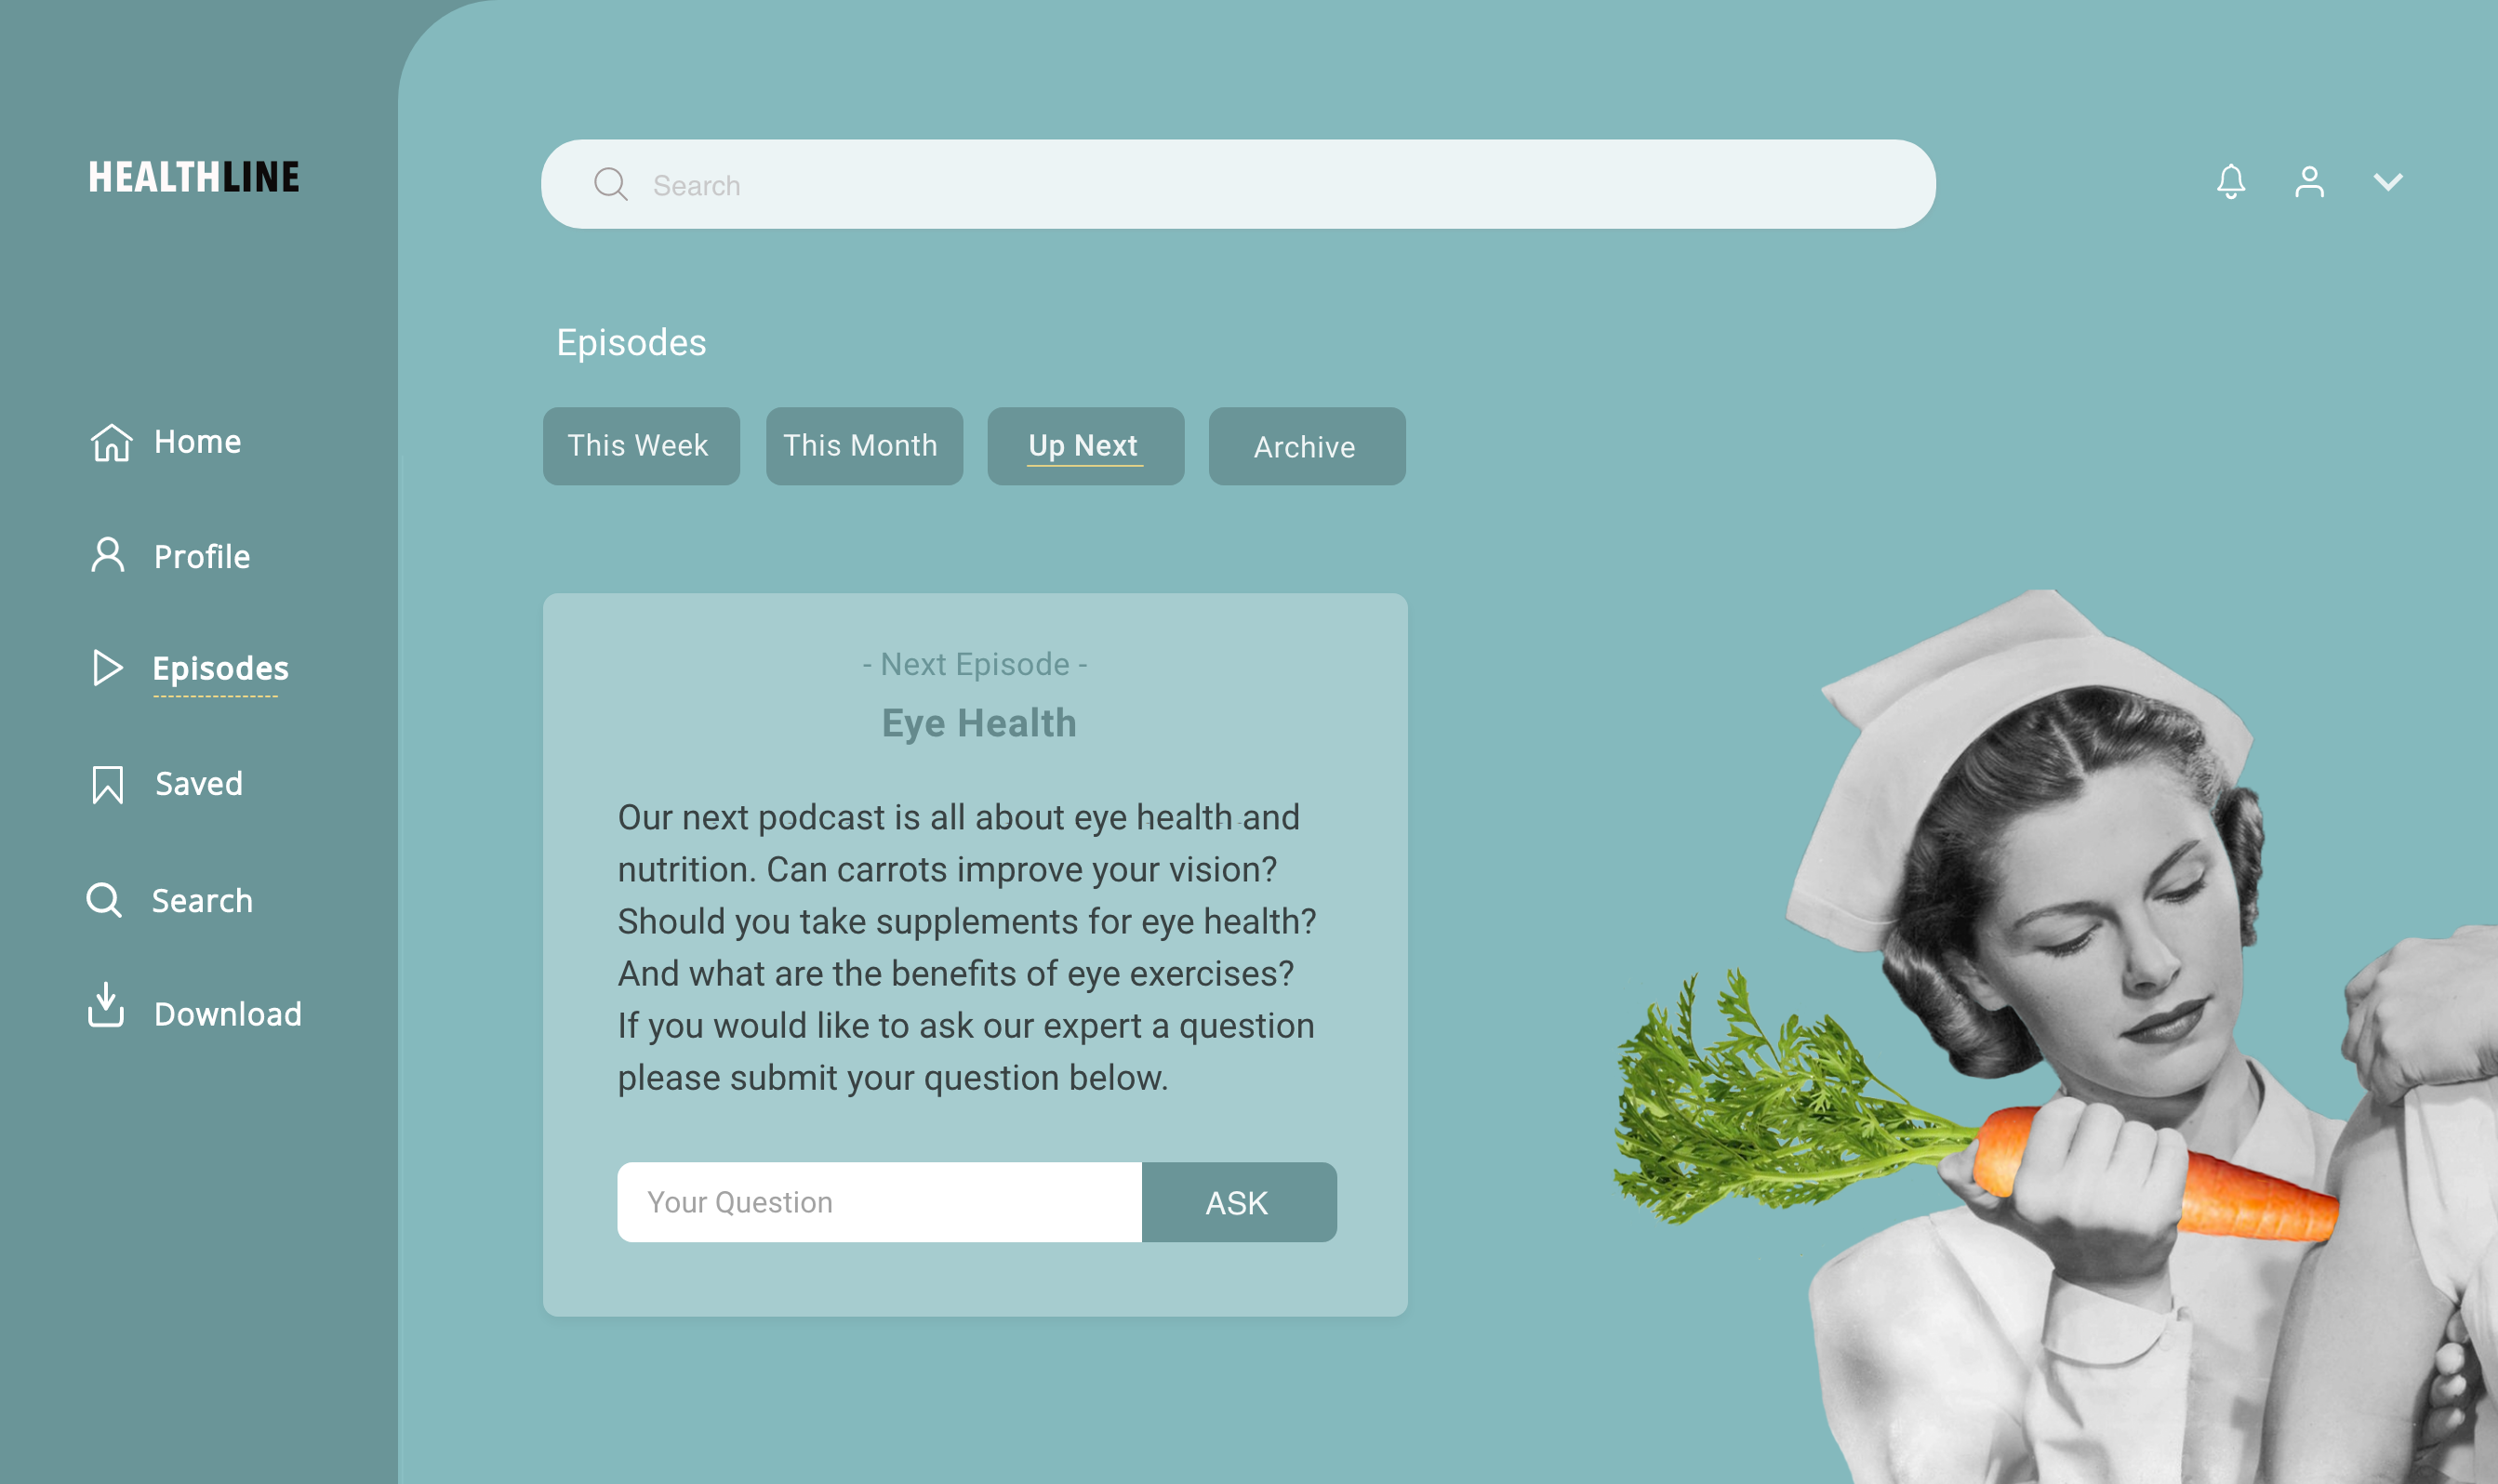 HEALTHLINE
Search
Episodes
This Week
This Month
Up Next
Archive
Home
Profile
Episodes
Saved
Search
Download
- Next Episode -
Eye Health
Our next podcast is all about eye health and
nutrition. Can carrots improve your vision?
Should you take supplements for eye health?
And what are the benefits of eye exercises?
If you would like to ask our expert a question
please submit your question below.
Your Question
ASK